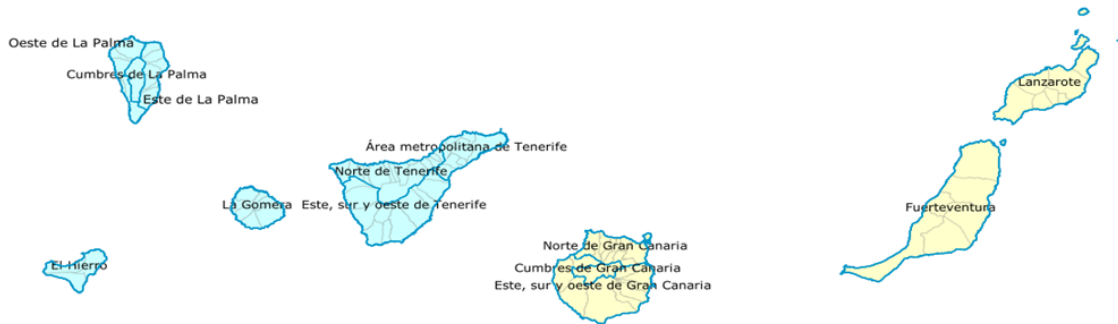 Oeste de La Palma
Cumbres de La Palma
Este de La Palma
Lanzarote
Área metropolitana de Tenerife
Norte de Tenerife
La Gomera
Este, sur y oeste de Tenerife
Fuerteventura
Norte de Gran Canaria
El Hierro
Cumbres de Gran Canaria
Este, sur y oeste de Gran Canaria